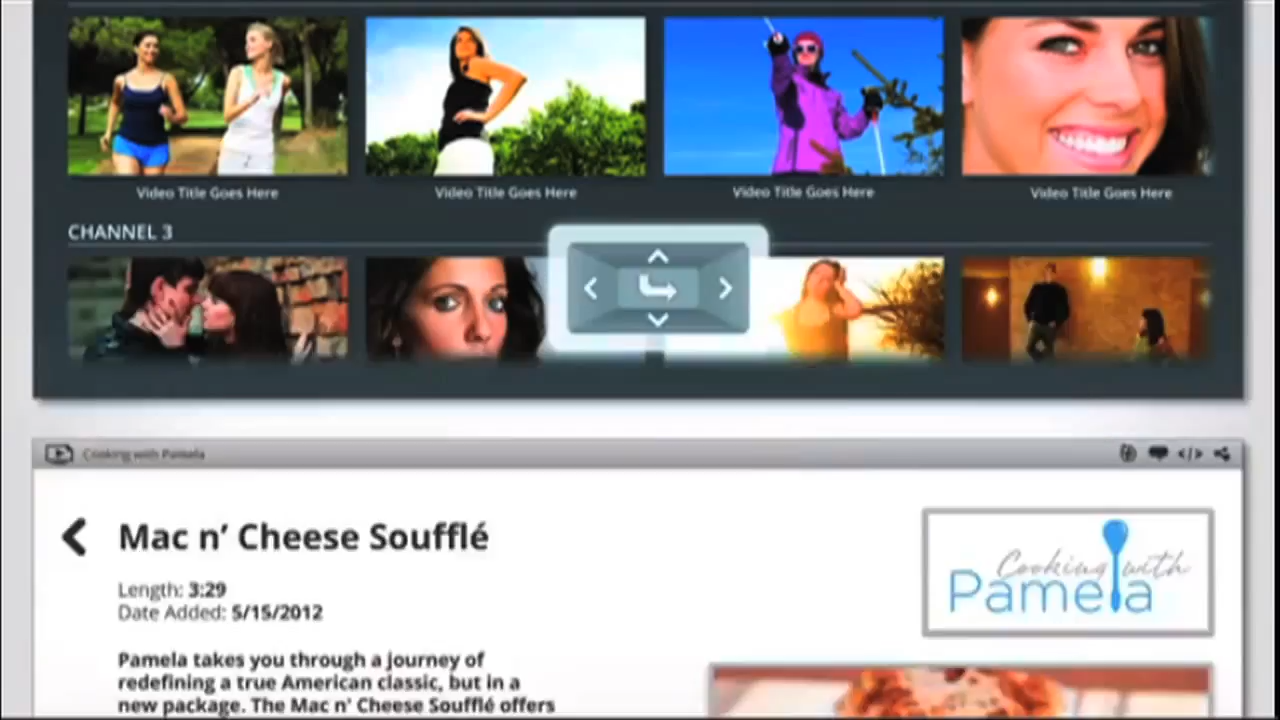 Video Title Goes Here
Video Title Goes Here
Video Title Goes Here
Video Title Goes Here
CHANNEL 3
Cooking with Pamela
</>
Mac n’ Cheese Soufflé
Length: 3:29
Date Added: 5/15/2012
Cooking with
Pamela
Pamela takes you through a journey of
redefining a true American classic, but in a
new package. The Mac n' Cheese Soufflé offers